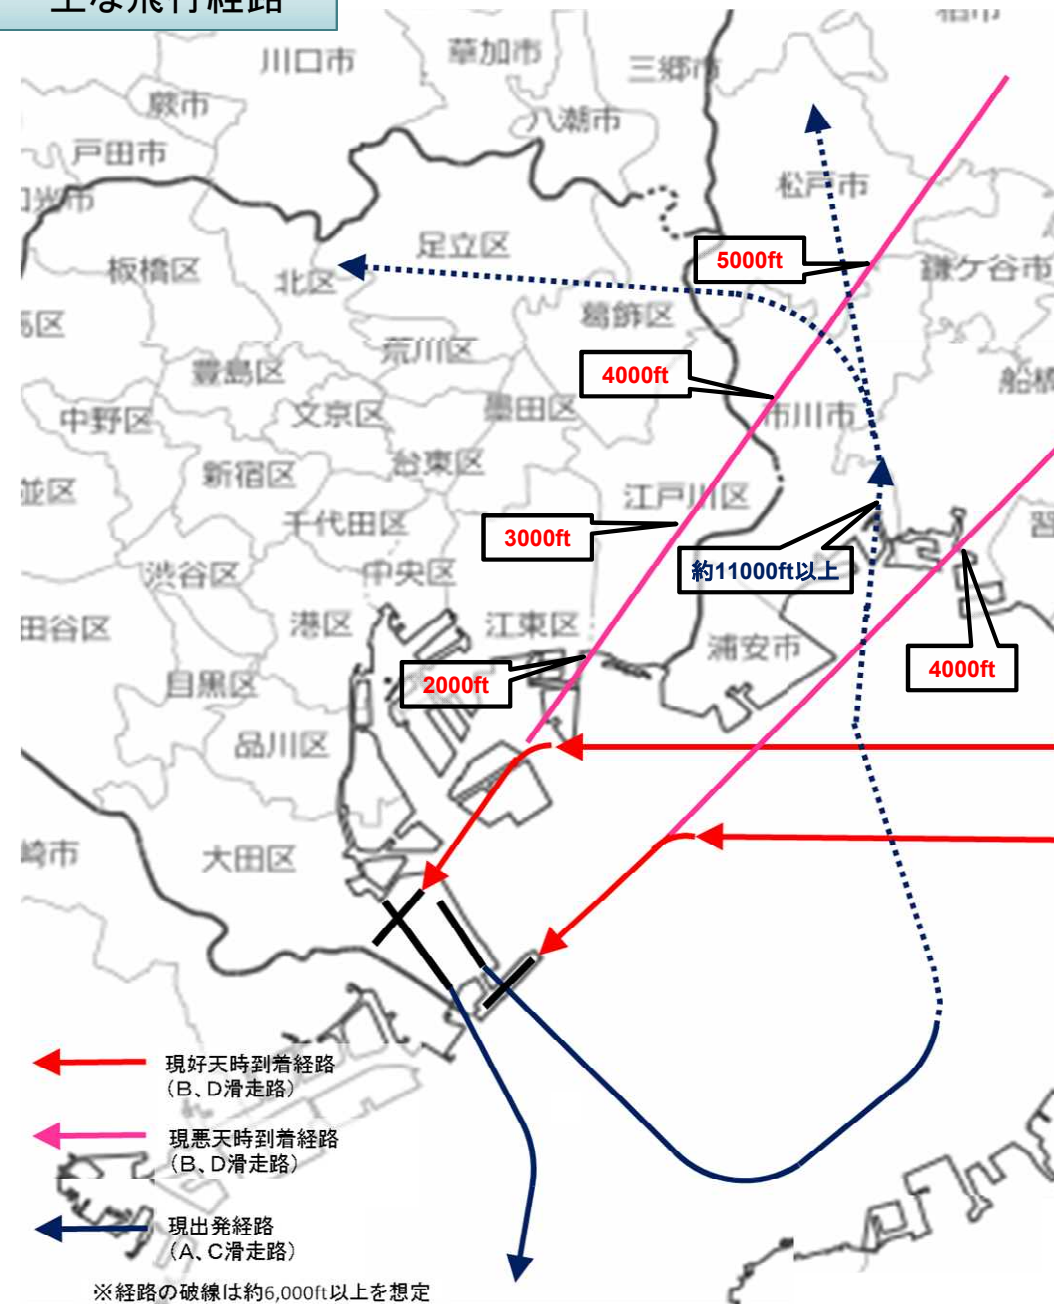 主な飛行経路
川口市
草加市
三郷市
柏市
蕨市
八潮市
戸田市
松戸市
足立区
板橋区
北区
5000ft
鎌ケ谷市
葛飾区
荒川区
豊島区
4000ft
船橋
中野区
文京区
墨田区
市川市
新宿区
台東区
並区
江戸川区
千代田区
3000ft
習
渋谷区
中央区
約11000ft以上
田谷区
港区
江東区
浦安市
目黒区
2000ft
4000ft
品川区
崎市
大田区
現好天時到着経路
(B、D滑走路)
現悪天時到着経路
(B、D滑走路)
現出発経路
(A、C滑走路)
※経路の破線は約6,000ft以上を想定